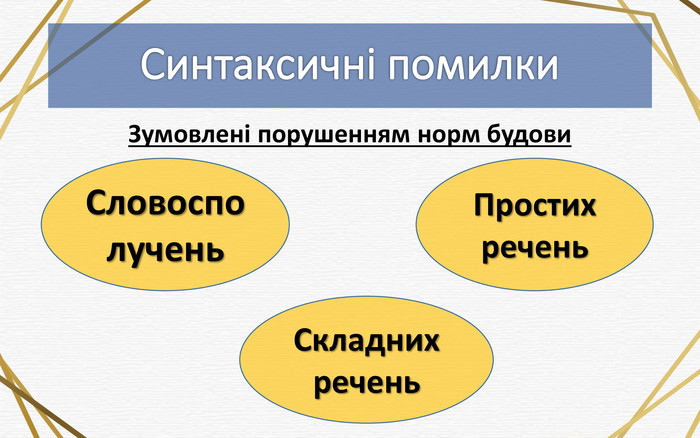 Синтаксичні помилки
Зумовлені порушенням норм будови
Словоспо
лучень
Простих
речень
Складних
речень